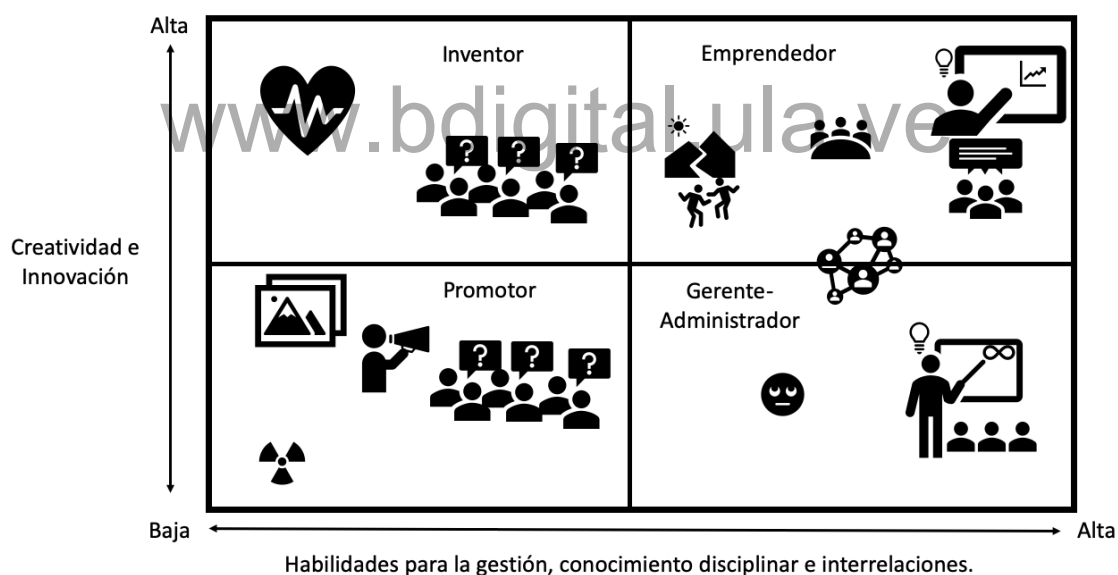 Alta
Inventor
Emprendedor
www.bdigital.ula.ve
? ? ?
Creatividad e
Innovación
Promotor
Gerente-
Administrador
? ? ?
Baja
Alta
Habilidades para la gestión, conocimiento disciplinar e interrelaciones.